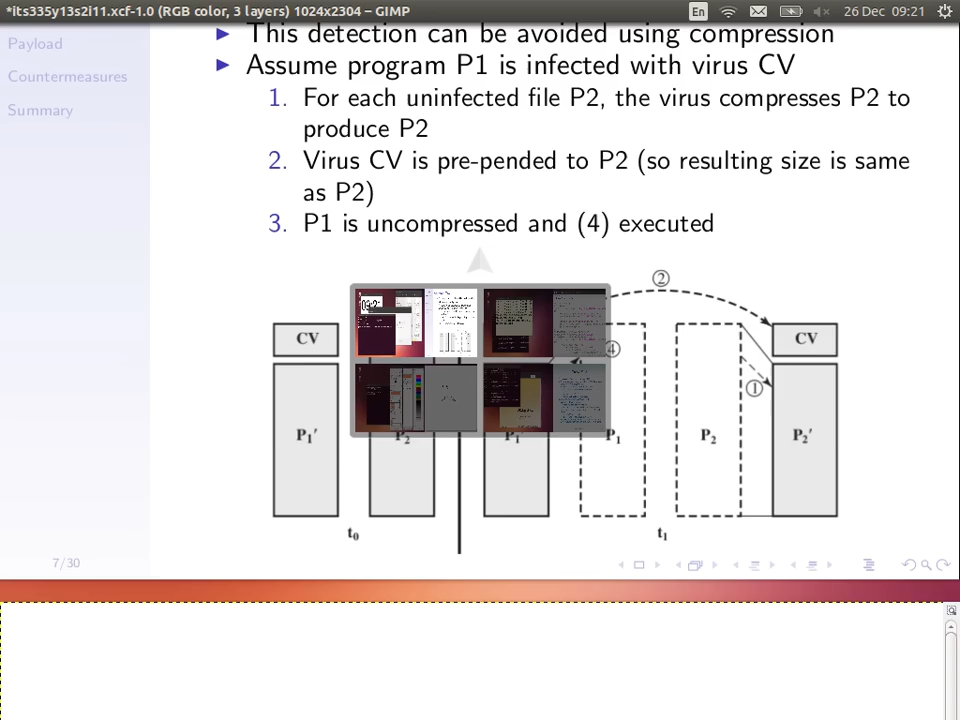 *its335y13s2i11.xcf-1.0 (RGB color, 3 layers) 1024x2304 – GIMP
En
26 Dec 09:21
Payload
Countermeasures
Summary
This detection can be avoided using compression
Assume program P1 is infected with virus CV
1. For each uninfected file P2, the virus compresses P2 to
produce P2
2. Virus CV is pre-pended to P2 (so resulting size is same
as P2)
3. P1 is uncompressed and (4) executed
②
CV
④
CV
①
P₁′
P₂
P₁′
P₁
P₂
P₂′
t₀
t₁
7/30